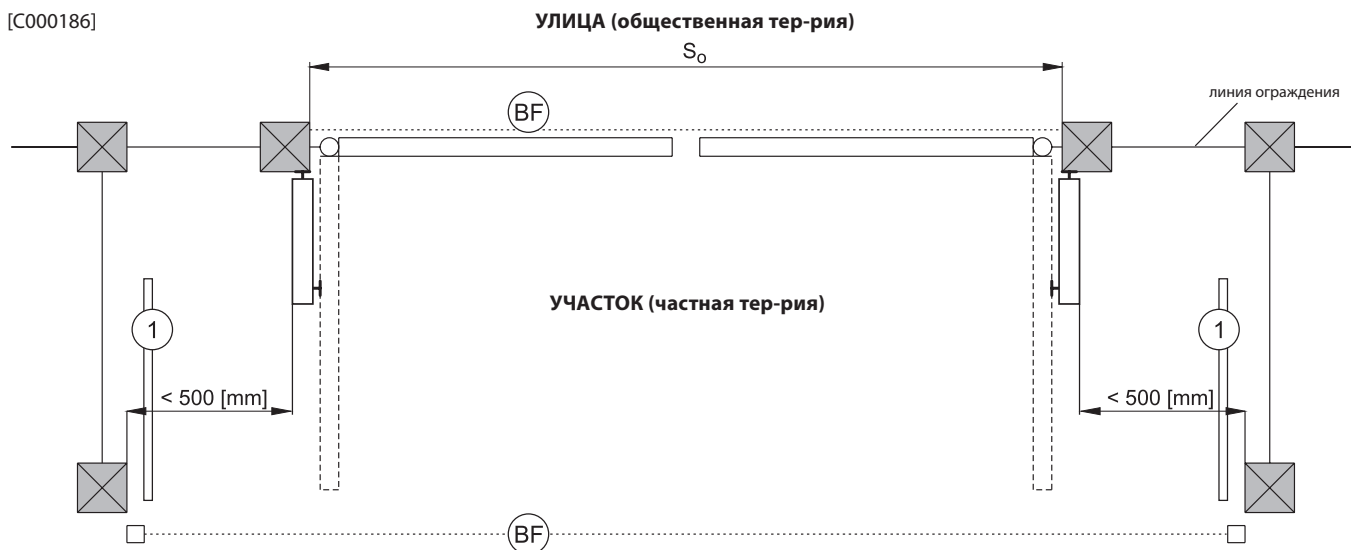 [C000186]
УЛИЦА (общественная тер-рия)
So
линия ограждения
BF
УЧАСТОК (частная тер-рия)
1
1
< 500 [mm]
< 500 [mm]
BF